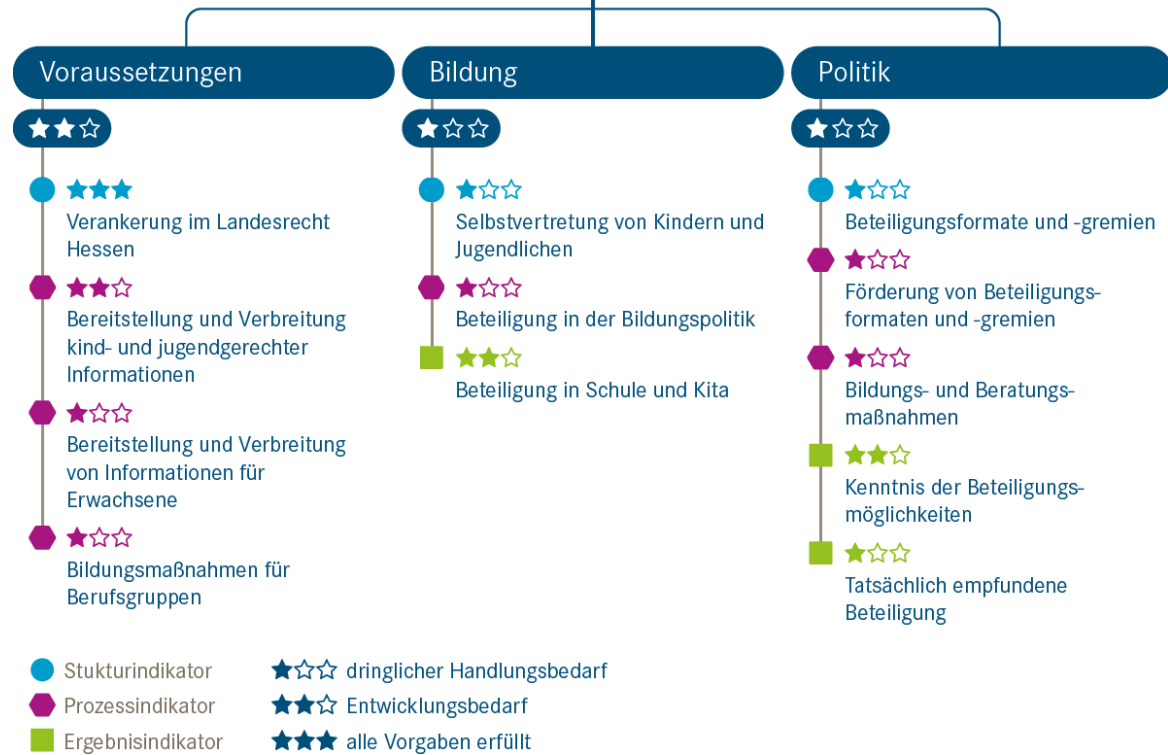 Voraussetzungen
Verankerung im Landesrecht
Hessen
Bereitstellung und Verbreitung
kind- und jugendgerechter
Informationen
Bereitstellung und Verbreitung
von Informationen für
Erwachsene
Bildungsmaßnahmen für
Berufsgruppen
Bildung
Selbstvertretung von Kindern und
Jugendlichen
Beteiligung in der Bildungspolitik
Beteiligung in Schule und Kita
Politik
Beteiligungsformate und -gremien
Förderung von Beteiligungs-
formaten und -gremien
Bildungs- und Beratungs-
maßnahmen
Kenntnis der Beteiligungs-
möglichkeiten
Tatsächlich empfundene
Beteiligung
Stukturindikator
Prozessindikator
Ergebnisindikator
dringlicher Handlungsbedarf
Entwicklungsbedarf
alle Vorgaben erfüllt